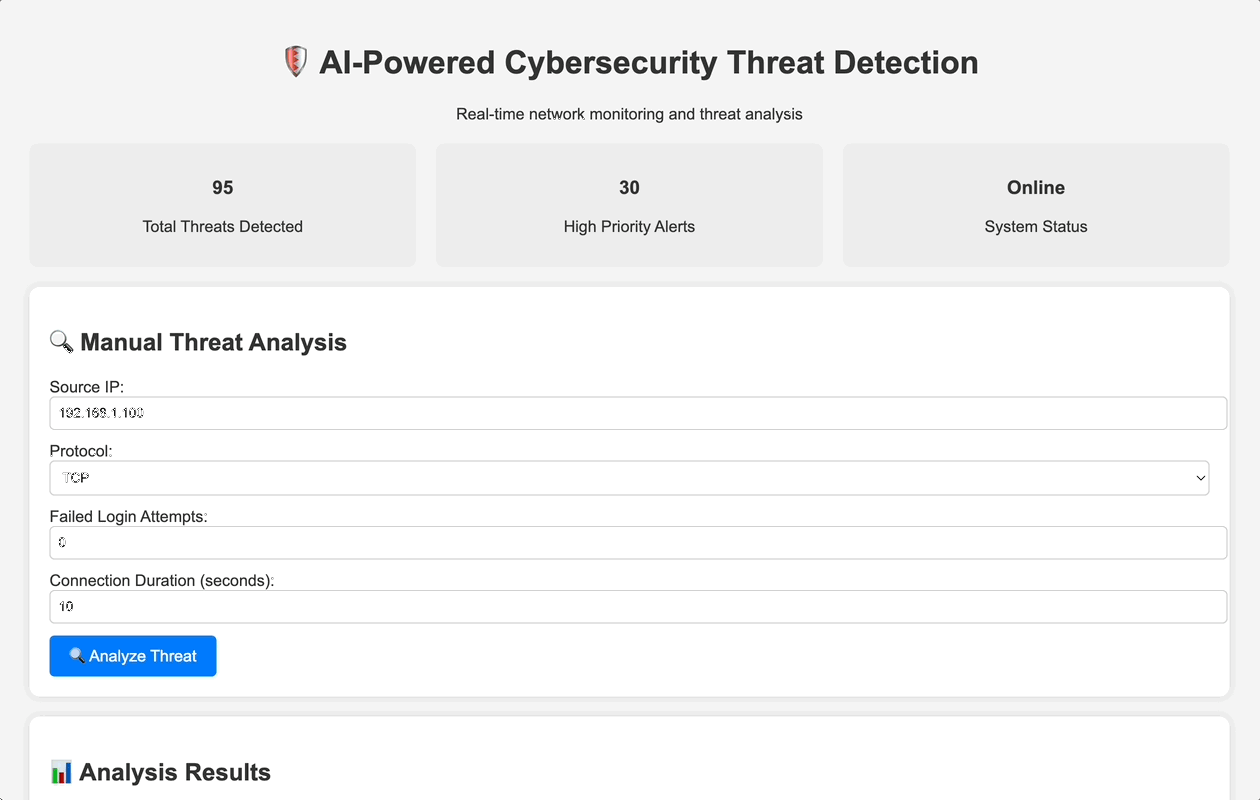 🛡️ AI-Powered Cybersecurity Threat Detection
Real-time network monitoring and threat analysis
95
Total Threats Detected
30
High Priority Alerts
Online
System Status
🔍 Manual Threat Analysis
Source IP:
192.168.1.100
Protocol:
TCP
Failed Login Attempts:
0
Connection Duration (seconds):
10
🔍 Analyze Threat
📊 Analysis Results